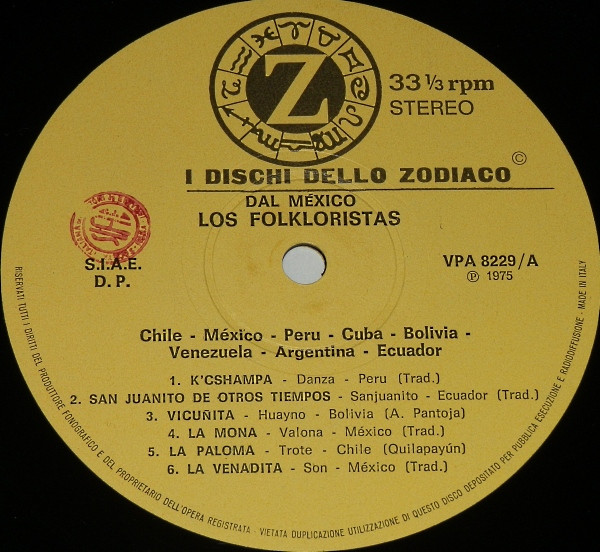 Z
33 1/3 rpm
STEREO
©
I DISCHI DELLO ZODIACO
DAL MÉXICO
LOS FOLKLORISTAS
S.I.A.E.
D. P.
VPA 8229/A
Ⓟ 1975
Chile - México - Peru - Cuba - Bolivia -
Venezuela - Argentina - Ecuador
1. K'CSHAMPA - Danza - Peru (Trad.)
2. SAN JUANITO DE OTROS TIEMPOS - Sanjuanito - Ecuador (Trad.)
3. VICUÑITA - Huayno - Bolivia (A. Pantoja)
4. LA MONA - Valona - México (Trad.)
5. LA PALOMA - Trote - Chile (Quilapayún)
6. LA VENADITA - Son - México (Trad.)
RISERVATI TUTTI I DIRITTI DEL PRODUTTORE FONOGRAFICO E DEL PROPRIETARIO DELL'OPERA REGISTRATA - VIETATA DUPLICAZIONE UTILIZZAZIONE DI QUESTO DISCO DEPOSITATO PER PUBBLICA ESECUZIONE E RADIODIFFUSIONE - MADE IN ITALY